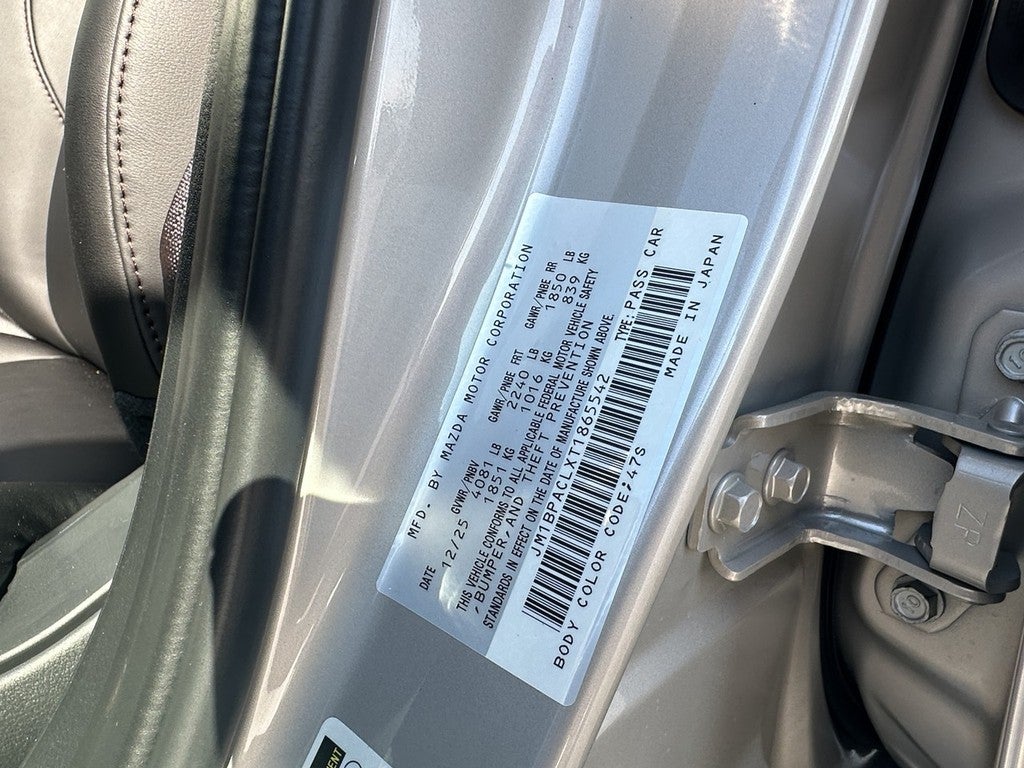 MFD. BY MAZDA MOTOR CORPORATION
DATE GVWR/PNBV GAWR/PNBE FRT GAWR/PNBE RR
12/25 4081 LB 2240 LB 1850 LB
1851 KG 1016 KG 839 KG
THIS VEHICLE CONFORMS TO ALL APPLICABLE FEDERAL MOTOR VEHICLE SAFETY
,BUMPER,AND THEFT PREVENTION
STANDARDS IN EFFECT ON THE DATE OF MANUFACTURE SHOWN ABOVE.
JM1BPACLXT1865542 TYPE:PASS CAR
BODY COLOR CODE;47S MADE IN JAPAN
ZP